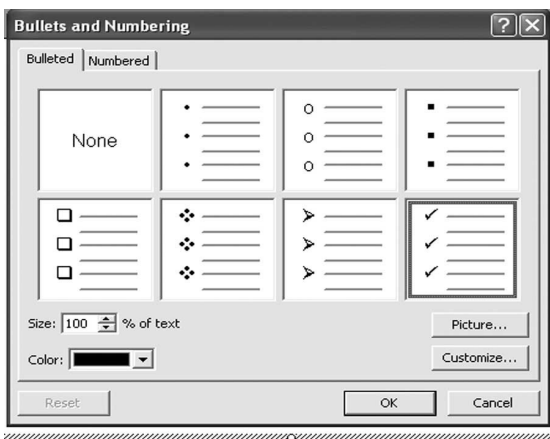 Bullets and Numbering
Bulleted Numbered
None
Size: 100 % of text
Picture...
Color:
Customize...
Reset OK Cancel